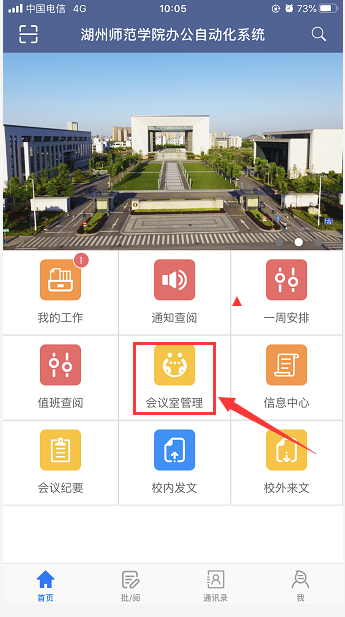 中国电信 4G 10:05 73%
湖州师范学院办公自动化系统
!
我的工作 通知查阅 一周安排
值班查阅 会议室管理 信息中心
会议纪要 校内发文 校外来文
首页 批/阅 通讯录 我